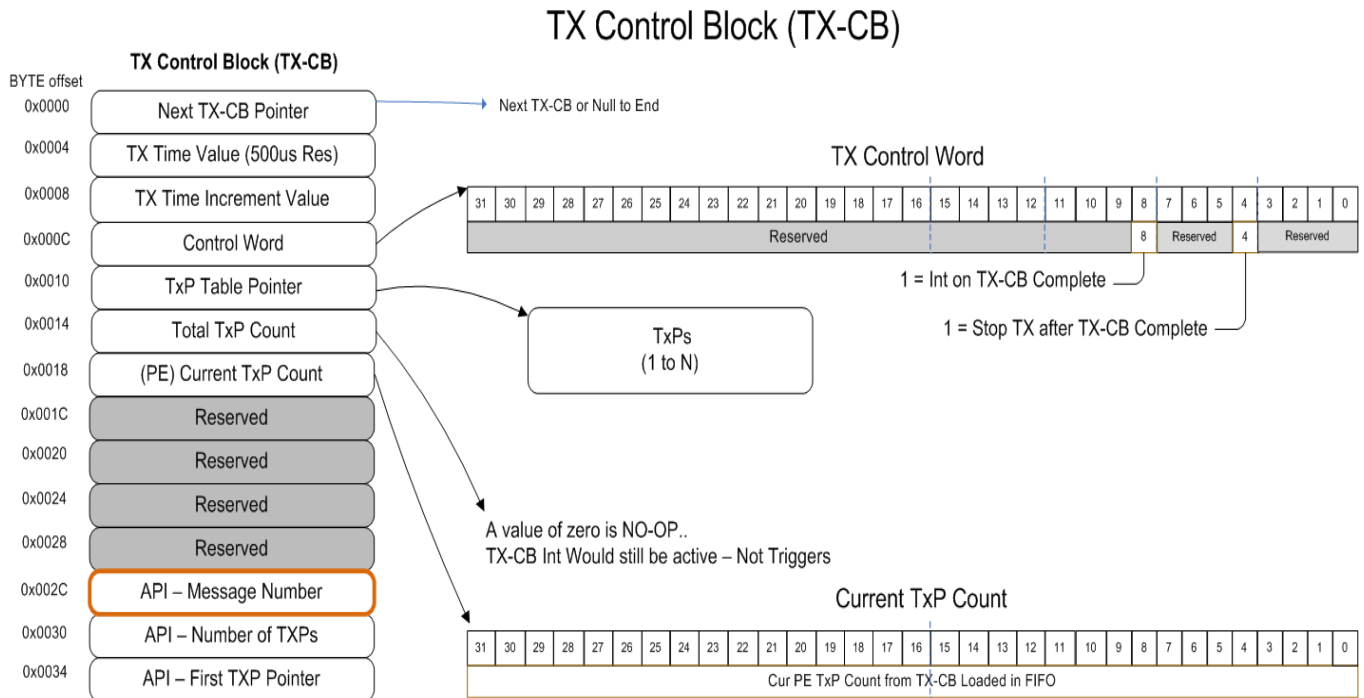 TX Control Block (TX-CB)
TX Control Block (TX-CB)
BYTE offset
0x0000 Next TX-CB Pointer
Next TX-CB or Null to End
0x0004 TX Time Value (500us Res)
0x0008 TX Time Increment Value
0x000C Control Word
0x0010 TxP Table Pointer
0x0014 Total TxP Count
0x0018 (PE) Current TxP Count
0x001C Reserved
0x0020 Reserved
0x0024 Reserved
0x0028 Reserved
0x002C API – Message Number
0x0030 API – Number of TXPs
0x0034 API – First TXP Pointer
TX Control Word
31 30 29 28 27 26 25 24 23 22 21 20 19 18 17 16 15 14 13 12 11 10 9 8 7 6 5 4 3 2 1 0
Reserved 8 Reserved 4 Reserved
1 = Int on TX-CB Complete
1 = Stop TX after TX-CB Complete
TxPs
(1 to N)
A value of zero is NO-OP..
TX-CB Int Would still be active – Not Triggers
Current TxP Count
31 30 29 28 27 26 25 24 23 22 21 20 19 18 17 16 15 14 13 12 11 10 9 8 7 6 5 4 3 2 1 0
Cur PE TxP Count from TX-CB Loaded in FIFO